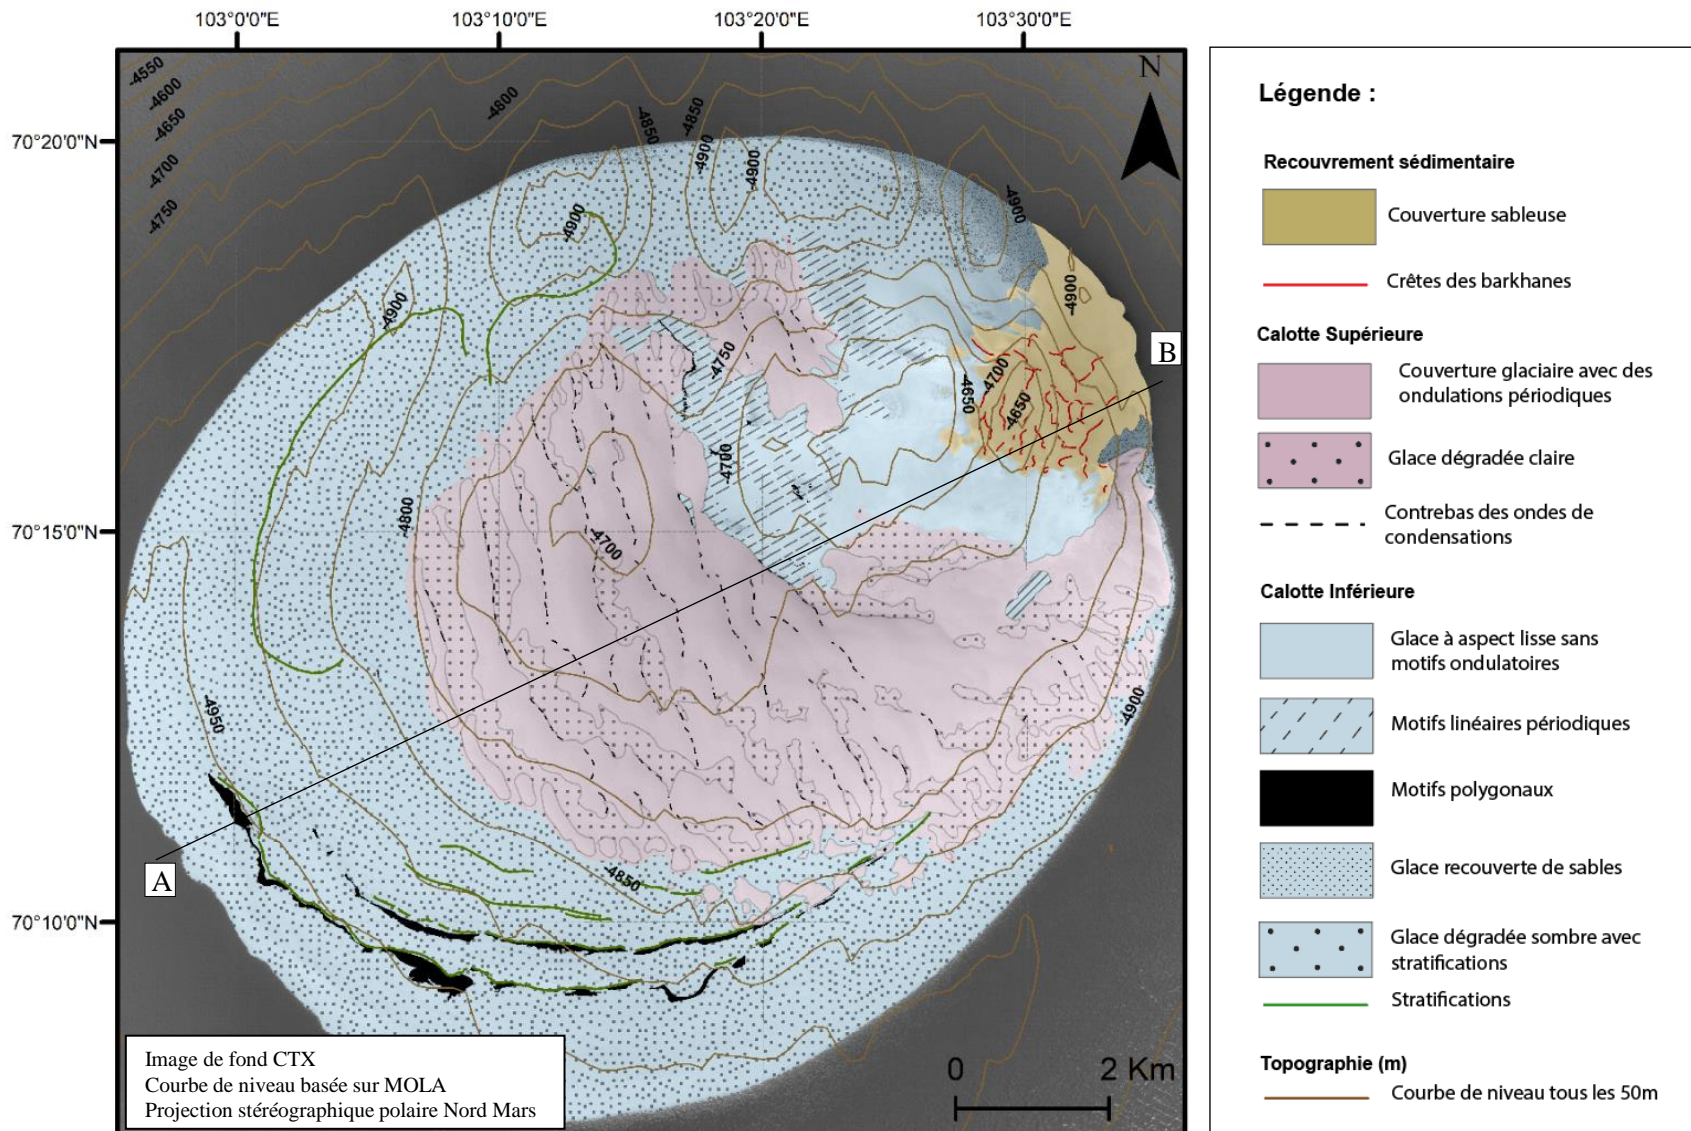 103°0'0"E
103°10'0"E
103°20'0"E
103°30'0"E
70°20'0"N
70°15'0"N
70°10'0"N
N
-4550
-4600
-4650
-4700
-4750
-4800
-4850
-4850
-4900
-4900
-4900
-4900
-4900
-4900
-4750
-4700
-4650
-4700
-4650
-4800
-4700
-4950
-4850
-4900
A
B
0 2 Km
Image de fond CTX
Courbe de niveau basée sur MOLA
Projection stéréographique polaire Nord Mars
Légende :
Recouvrement sédimentaire
Couverture sableuse
Crêtes des barkhanes
Calotte Supérieure
Couverture glaciaire avec des
ondulations périodiques
Glace dégradée claire
Contrebas des ondes de
condensations
Calotte Inférieure
Glace à aspect lisse sans
motifs ondulatoires
Motifs linéaires périodiques
Motifs polygonaux
Glace recouverte de sables
Glace dégradée sombre avec
stratifications
Stratifications
Topographie (m)
Courbe de niveau tous les 50m